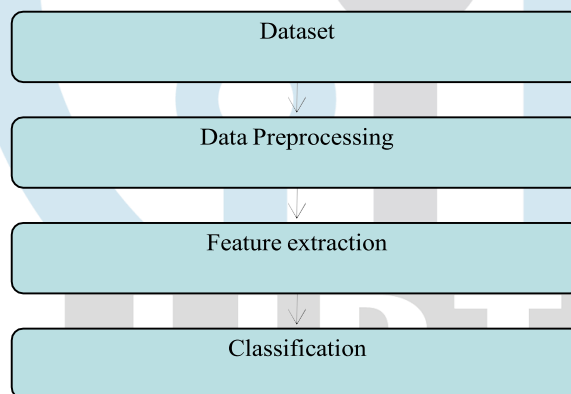 Dataset
Data Preprocessing
Feature extraction
Classification